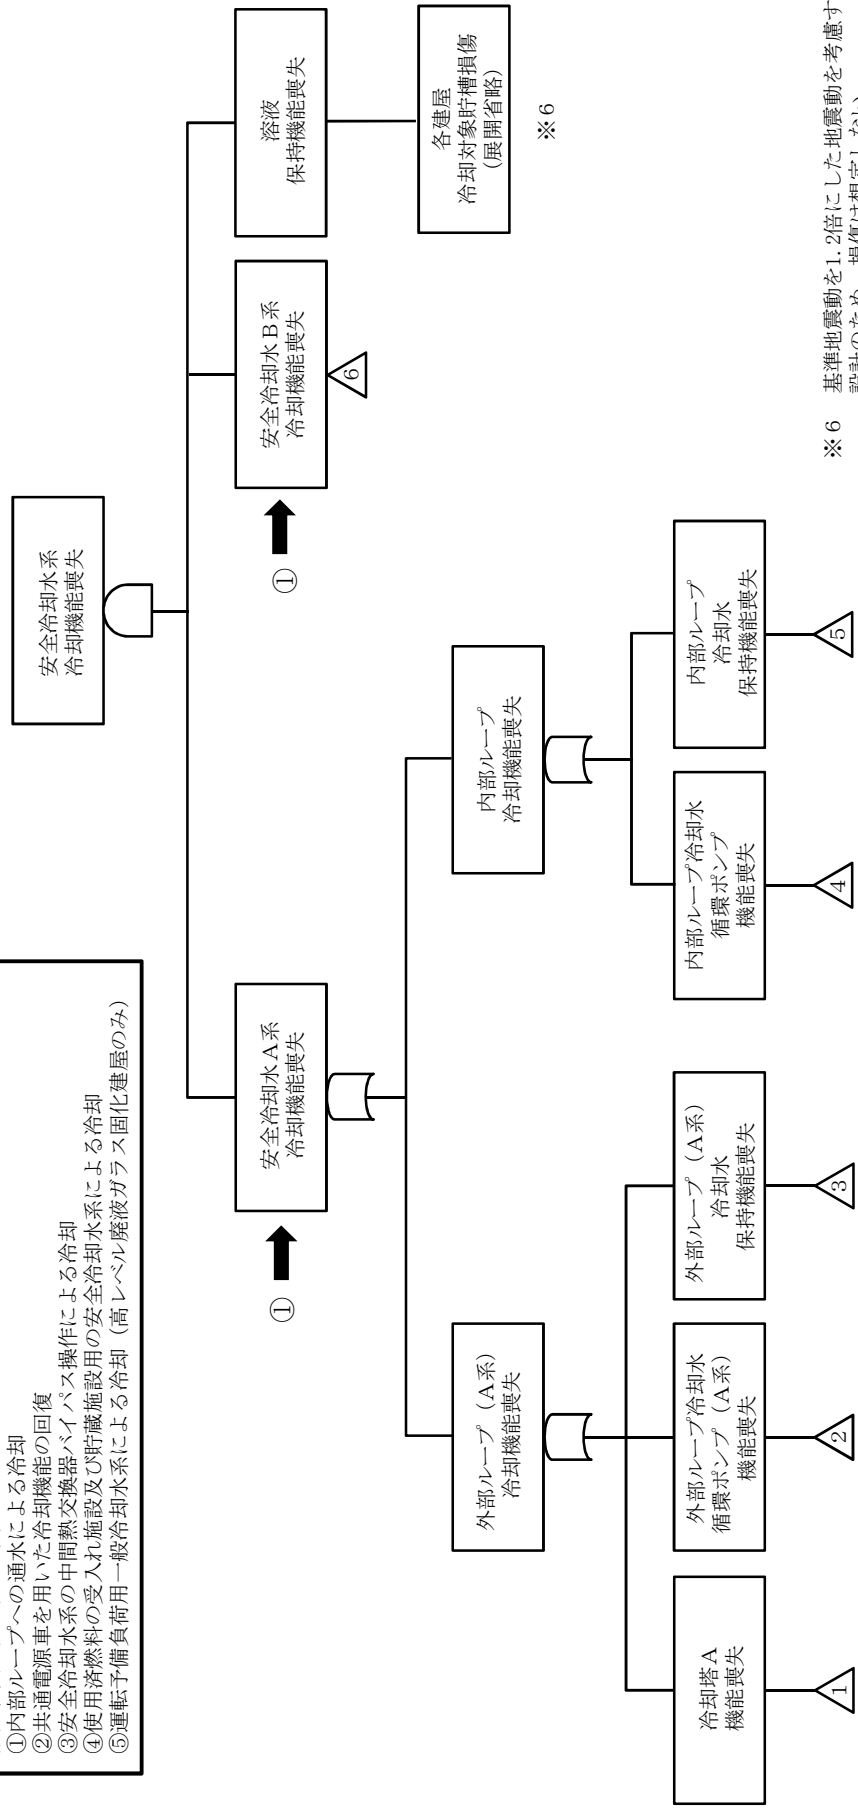 ①内部ループへの通水による冷却
②共通電源車を用いた冷却機能の回復
③安全冷却水系の中間熱交換器バイパス操作による冷却
④使用済燃料の受入れ施設及び貯蔵施設用の安全冷却水系による冷却
⑤運転予備負荷用一般冷却水系による冷却（高レベル廃液ガラス固化建屋のみ）
安全冷却水系
冷却機能喪失
①
安全冷却水Ａ系
冷却機能喪失
①
安全冷却水Ｂ系
冷却機能喪失
6
溶液
保持機能喪失
各建屋
冷却対象貯槽損傷
（展開省略）
※６
外部ループ（Ａ系）
冷却機能喪失
内部ループ
冷却機能喪失
冷却塔Ａ
機能喪失
1
外部ループ冷却水
循環ポンプ（Ａ系）
機能喪失
2
外部ループ（Ａ系）
冷却水
保持機能喪失
3
内部ループ冷却水
循環ポンプ
機能喪失
4
内部ループ
冷却水
保持機能喪失
5
※６　基準地震動を1.2倍にした地震動を考慮す
設計のため、損傷は想定しない